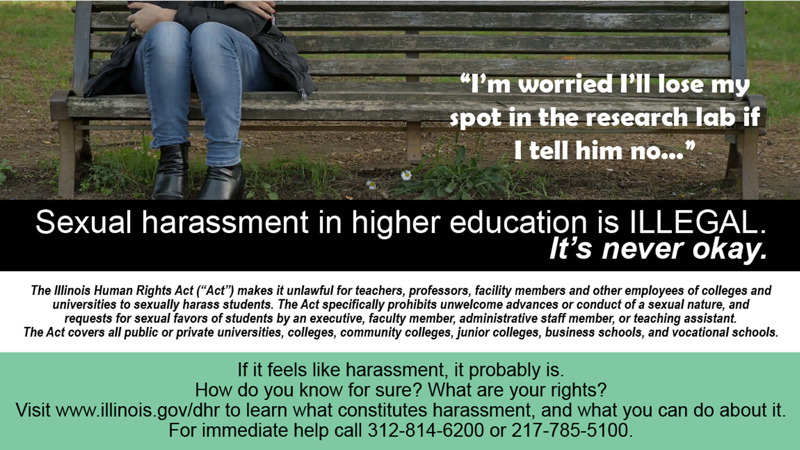 “I’m worried I’ll lose my
spot in the research lab if
I tell him no...”
Sexual harassment in higher education is ILLEGAL.
It’s never okay.
The Illinois Human Rights Act (“Act”) makes it unlawful for teachers, professors, facility members and other employees of colleges and
universities to sexually harass students. The Act specifically prohibits unwelcome advances or conduct of a sexual nature, and
requests for sexual favors of students by an executive, faculty member, administrative staff member, or teaching assistant.
The Act covers all public or private universities, colleges, community colleges, junior colleges, business schools, and vocational schools.
If it feels like harassment, it probably is.
How do you know for sure? What are your rights?
Visit www.illinois.gov/dhr to learn what constitutes harassment, and what you can do about it.
For immediate help call 312-814-6200 or 217-785-5100.